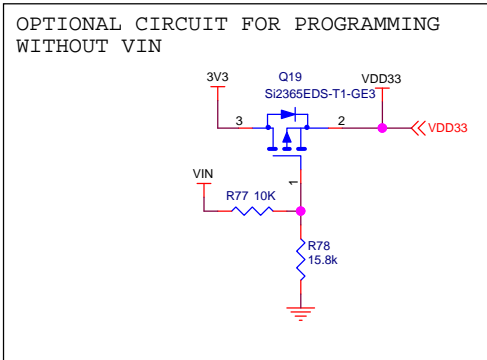 OPTIONAL CIRCUIT FOR PROGRAMMING
WITHOUT VIN
3V3
Q19
VDD33
Si2365EDS-T1-GE3
3
2
VDD33
VIN
1
R77 10K
R78
15.8k